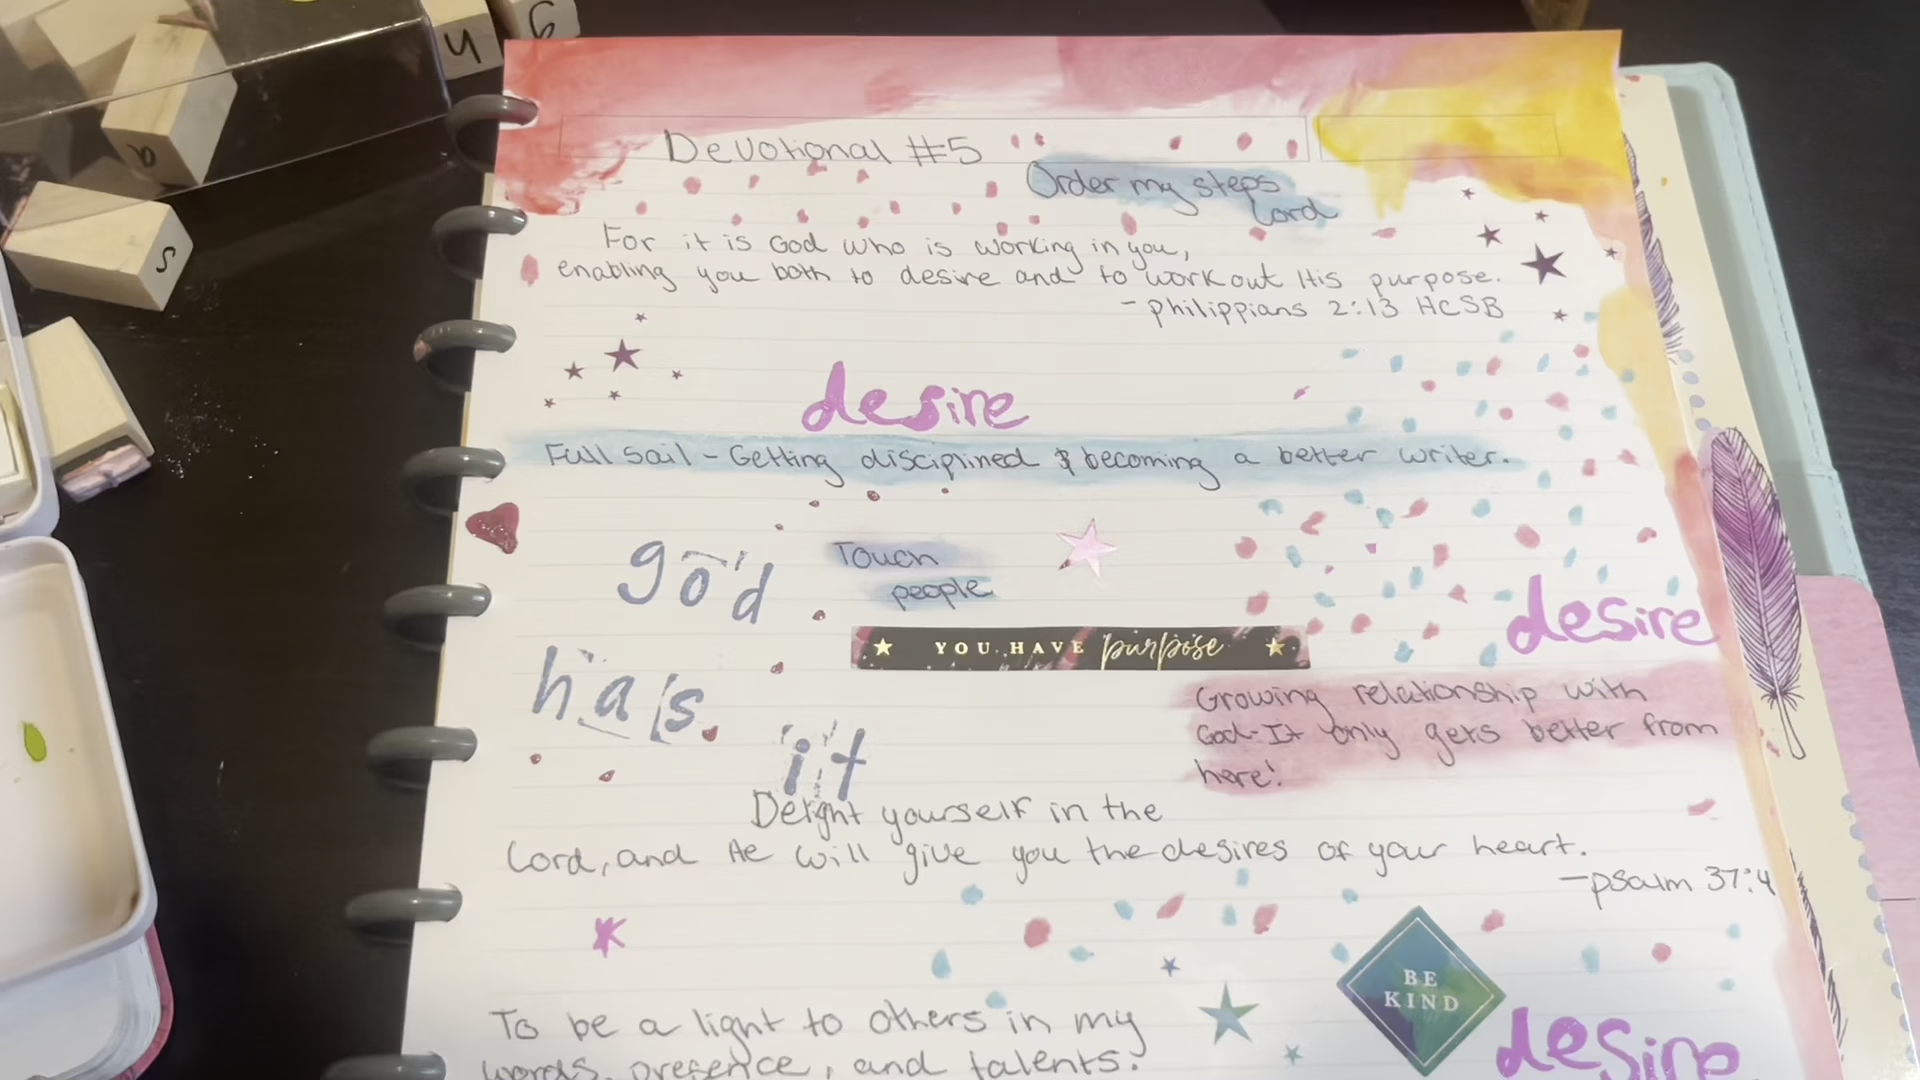 4 6
b
s
Devotional #5
Order my steps
Lord
For it is God who is working in you,
enabling you both to desire and to work out His purpose.
- Philippians 2:13 HCSB
desire
Full Sail - Getting disciplined & becoming a better writer.
god
Touch
people
YOU HAVE purpose
desire
has
Growing relationship with
God-It only gets better from
here!
it
Delight yourself in the
Lord, and He will give you the desires of your heart.
- psalm 37:4
BE
KIND
To be a light to others in my
words, presence, and talents.
desire